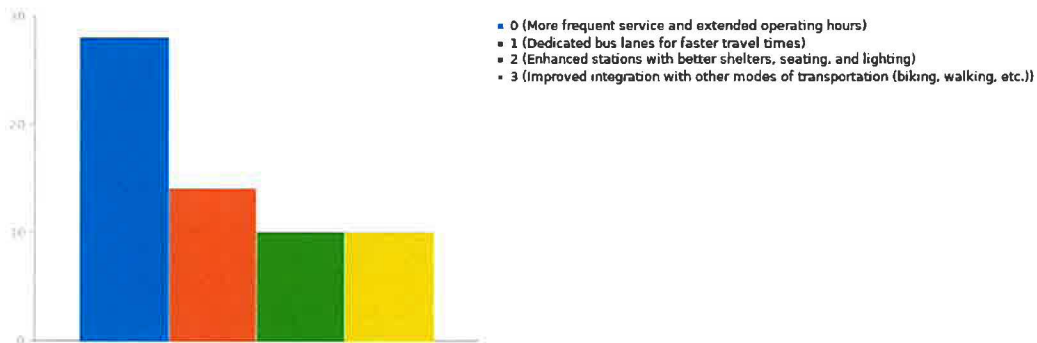 30
20
10
0
0 (More frequent service and extended operating hours)
1 (Dedicated bus lanes for faster travel times)
2 (Enhanced stations with better shelters, seating, and lighting)
3 (Improved integration with other modes of transportation (biking, walking, etc.))